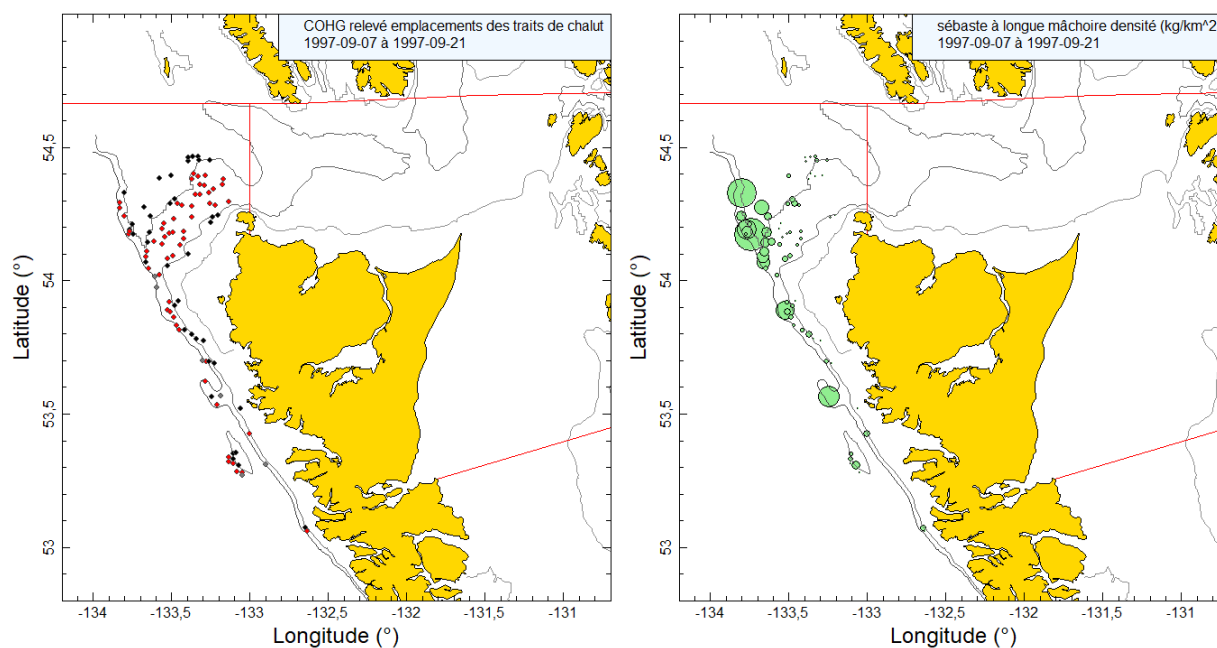 COHG relevé emplacements des traits de chalut
1997-09-07 à 1997-09-21
54,5
54
53,5
53
Latitude (°)
-134
-133,5
-133
-132,5
-132
-131,5
-131
Longitude (°)
sébaste à longue mâchoire densité (kg/km^2
1997-09-07 à 1997-09-21
54,5
54
53,5
53
Latitude (°)
-134
-133,5
-133
-132,5
-132
-131,5
-131
Longitude (°)